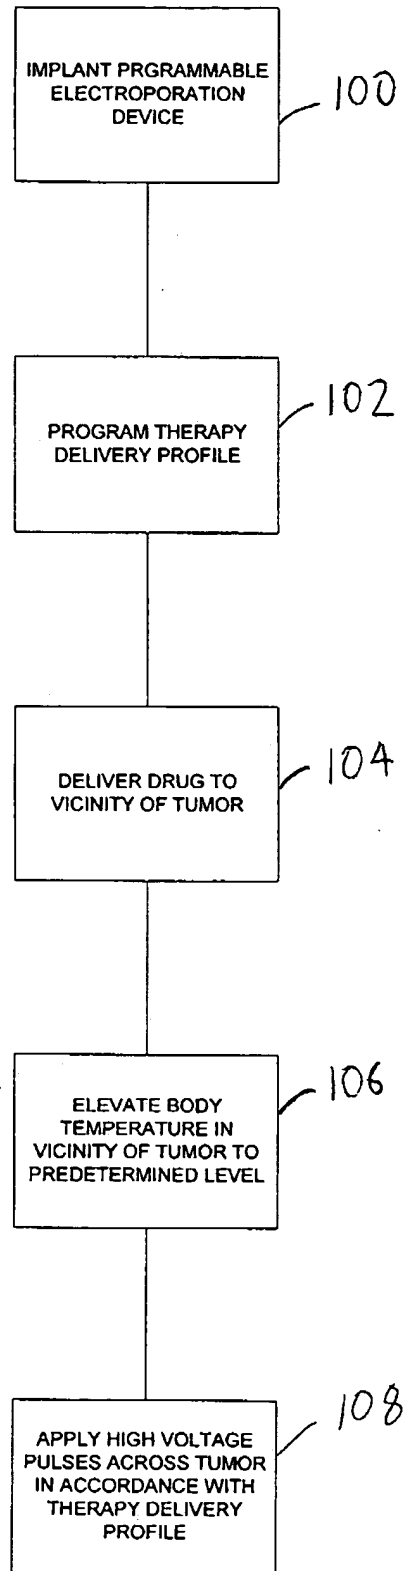 IMPLANT PRGRAMMABLE
ELECTROPORATION
DEVICE
100
PROGRAM THERAPY
DELIVERY PROFILE
102
DELIVER DRUG TO
VICINITY OF TUMOR
104
ELEVATE BODY
TEMPERATURE IN
VICINITY OF TUMOR TO
PREDETERMINED LEVEL
106
APPLY HIGH VOLTAGE
PULSES ACROSS TUMOR
IN ACCORDANCE WITH
THERAPY DELIVERY
PROFILE
108